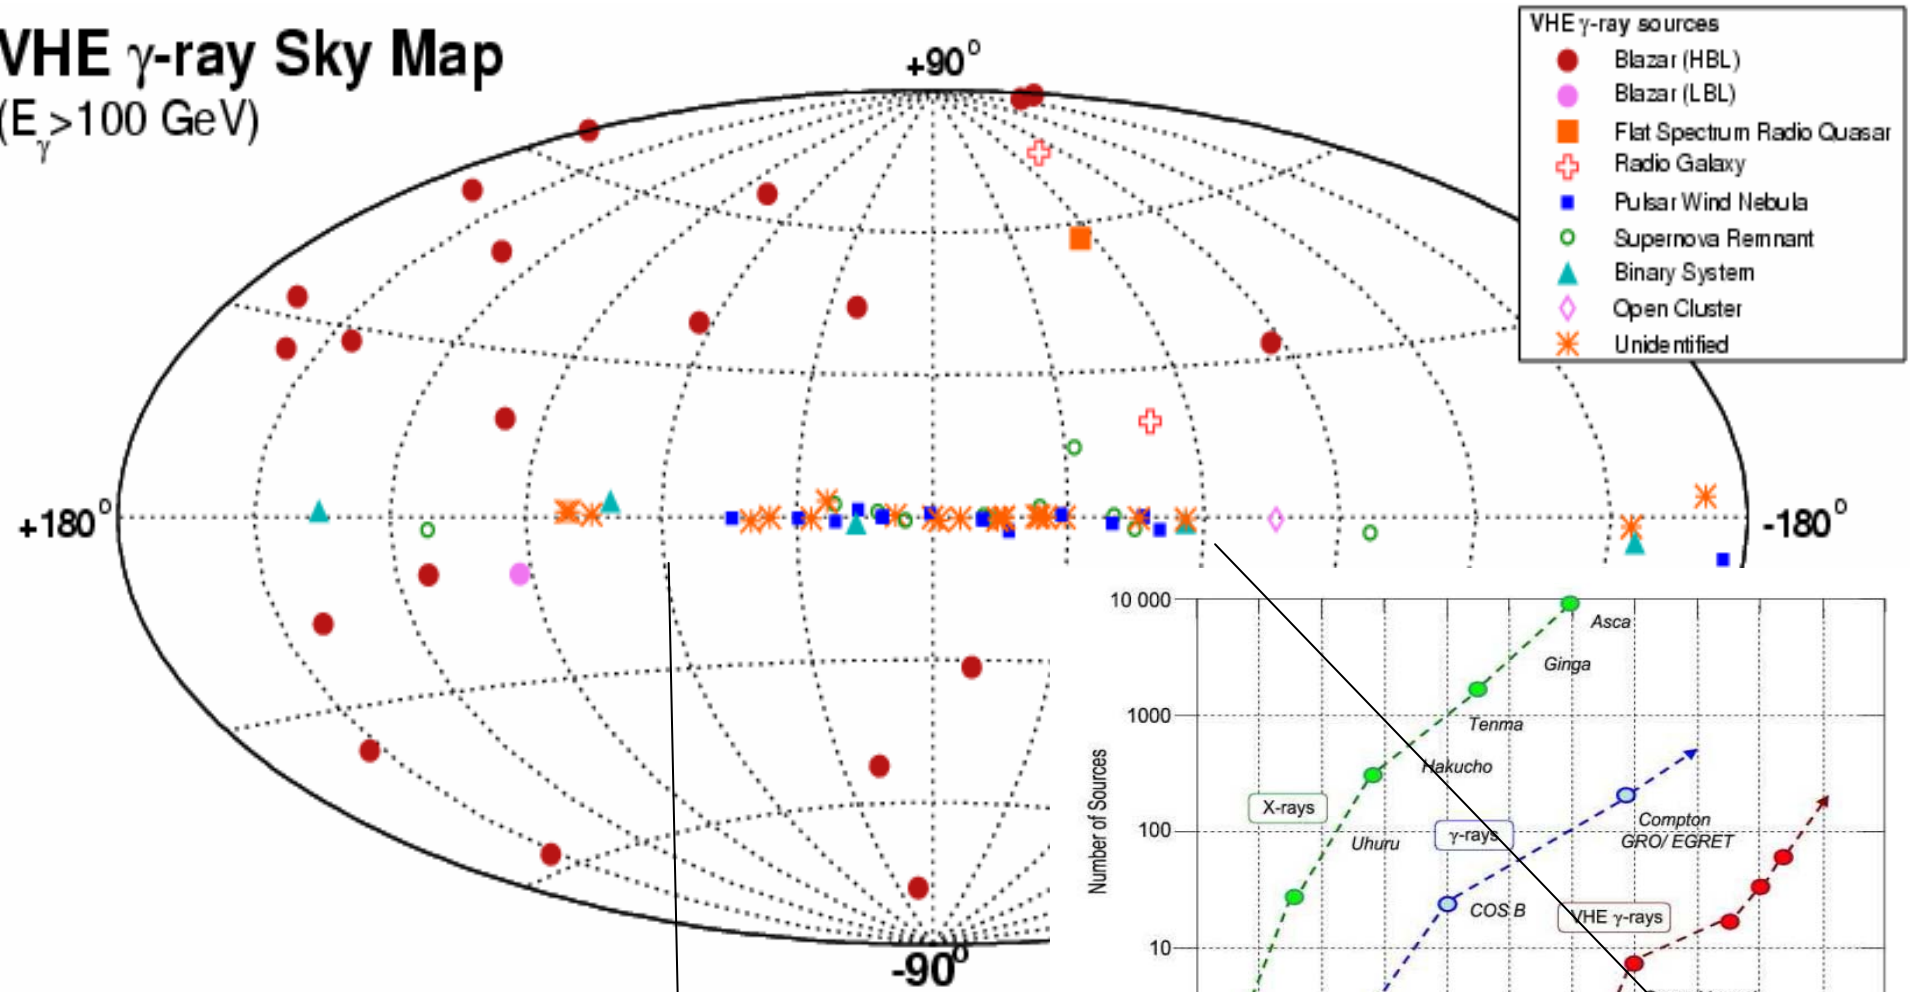 VHE γ-ray Sky Map
(Eγ>100 GeV)
+90°
+180°
-180°
-90°
VHE γ-ray sources
Blazar (HBL)
Blazar (LBL)
Flat Spectrum Radio Quasar
Radio Galaxy
Pulsar Wind Nebula
Supernova Remnant
Binary System
Open Cluster
Unidentified
10 000
1000
100
10
Number of Sources
Asca
Ginga
Tenma
Hakucho
X-rays
Uhuru
γ-rays
Compton
GRO/ EGRET
COS B
VHE γ-rays